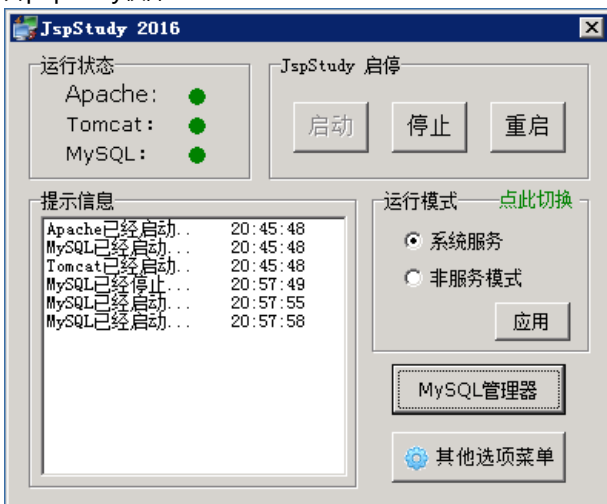 JspStudy 2016
运行状态
Apache:
Tomcat:
MySQL:
JspStudy 启停
启动
停止
重启
提示信息
Apache已经启动.. 20:45:48
MySQL已经启动... 20:45:48
Tomcat已经启动.. 20:45:48
MySQL已经停止... 20:57:49
MySQL已经启动... 20:57:55
MySQL已经启动... 20:57:58
运行模式 点此切换
系统服务
非服务模式
应用
MySQL管理器
其他选项菜单